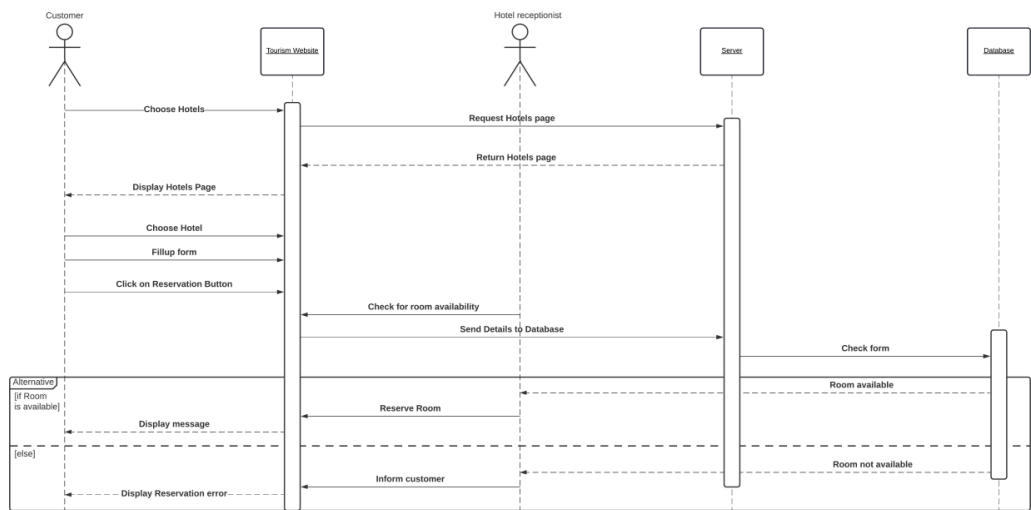 Customer
Hotel receptionist
Tourism Website
Server
Database
Choose Hotels
Request Hotels page
Return Hotels page
Display Hotels Page
Choose Hotel
Fillup form
Click on Reservation Button
Check for room availability
Send Details to Database
Check form
Alternative
[if Room
is available]
Room available
Reserve Room
Display message
[else]
Room not available
Inform customer
Display Reservation error